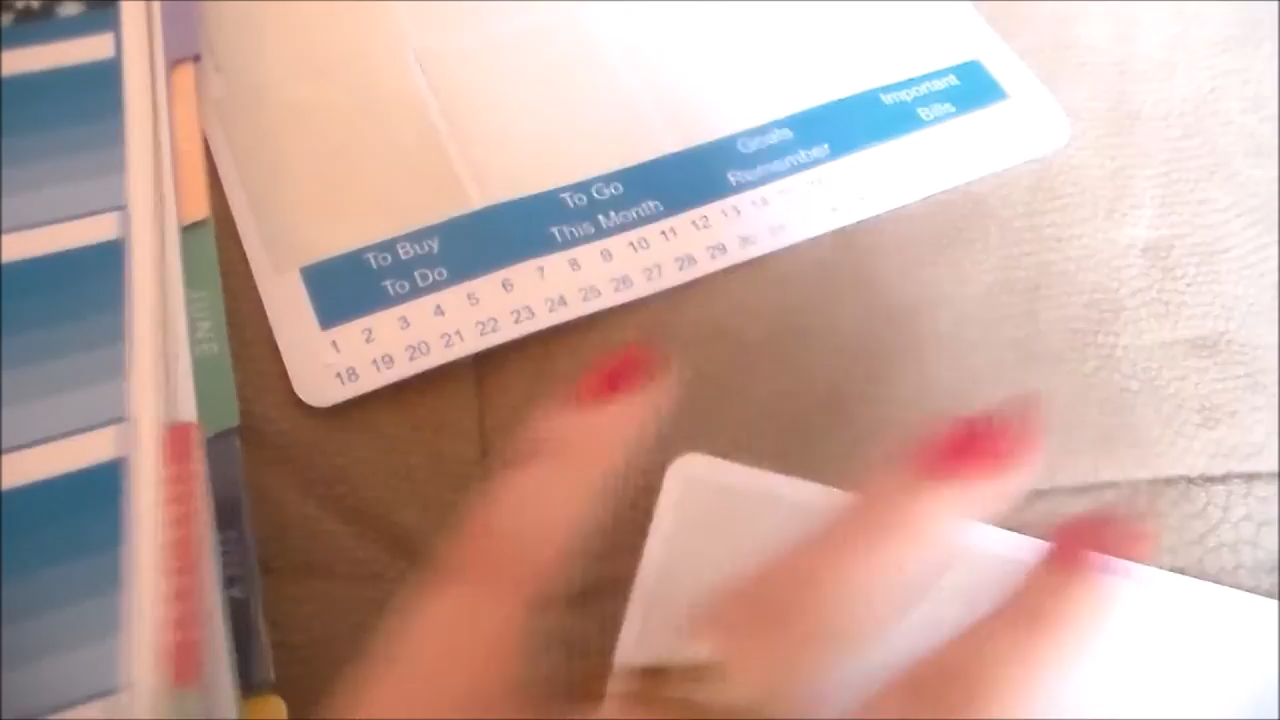 Important
Bills
Goals
Remember
To Go
This Month
To Buy
To Do
1 2 3 4 5 6 7 8 9 10 11 12 13 14
18 19 20 21 22 23 24 25 26 27 28 29 30
JUNE